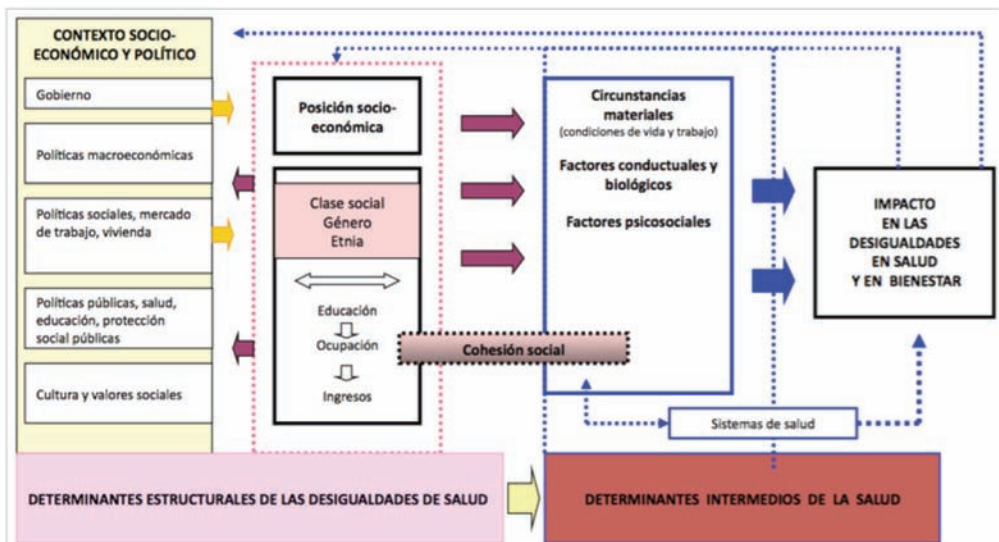 CONTEXTO SOCIO-
ECONÓMICO Y POLÍTICO
Gobierno
Políticas macroeconómicas
Políticas sociales, mercado
de trabajo, vivienda
Políticas públicas, salud,
educación, protección
social públicas
Cultura y valores sociales
Posición socio-
económica
Clase social
Género
Etnia
Educación
Ocupación
Ingresos
Cohesión social
Circunstancias
materiales
(condiciones de vida y trabajo)
Factores conductuales y
biológicos
Factores psicosociales
Sistemas de salud
IMPACTO
EN LAS
DESIGUALDADES
EN SALUD
Y EN BIENESTAR
DETERMINANTES ESTRUCTURALES DE LAS DESIGUALDADES DE SALUD
DETERMINANTES INTERMEDIOS DE LA SALUD